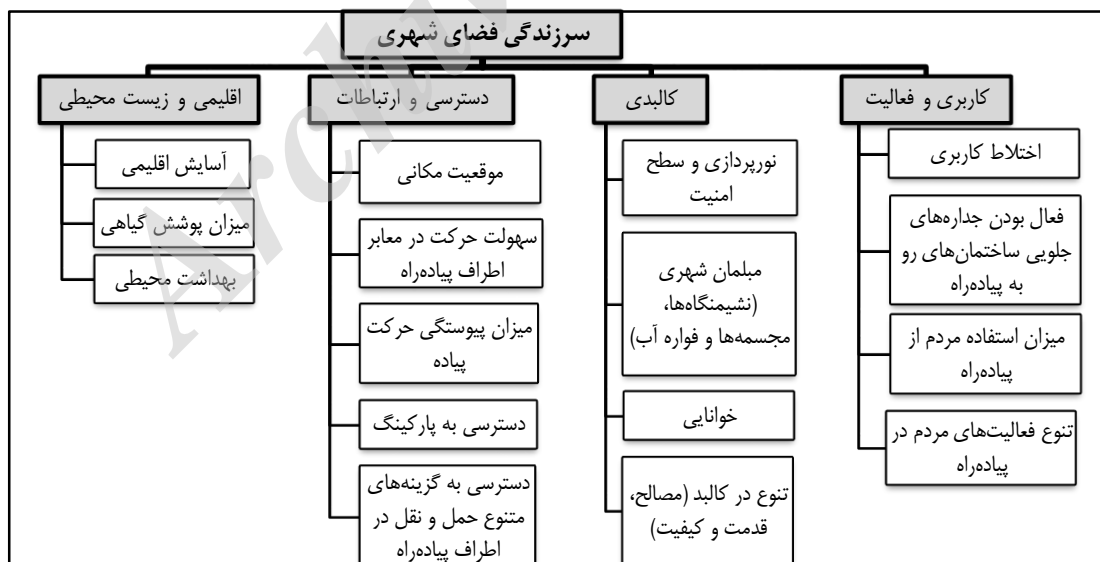 سرزندگی فضای شهری
کاربری و فعالیت
اختلاط کاربری
فعال بودن جداره‌های
جلویی ساختمان‌های رو
به پیاده‌راه
میزان استفاده مردم از
پیاده‌راه
تنوع فعالیت‌های مردم در
پیاده‌راه
کالبدی
نورپردازی و سطح
امنیت
مبلمان شهری
(نشیمنگاه‌ها،
مجسمه‌ها و فواره آب)
خوانایی
تنوع در کالبد (مصالح،
قدمت و کیفیت)
دسترسی و ارتباطات
موقعیت مکانی
سهولت حرکت در معابر
اطراف پیاده‌راه
میزان پیوستگی حرکت
پیاده
دسترسی به پارکینگ
دسترسی به گزینه‌های
متنوع حمل و نقل در
اطراف پیاده‌راه
اقلیمی و زیست محیطی
آسایش اقلیمی
میزان پوشش گیاهی
بهداشت محیطی